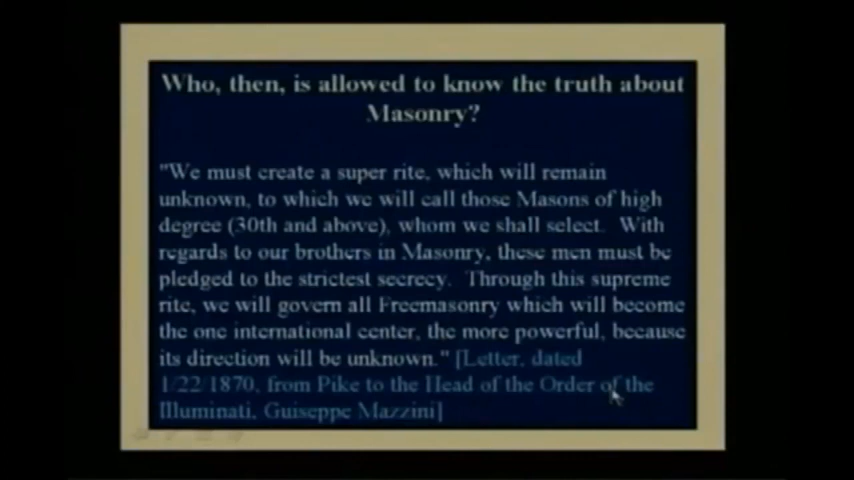 Who, then, is allowed to know the truth about
Masonry?
"We must create a super rite, which will remain
unknown, to which we will call those Masons of high
degree (30th and above), whom we shall select. With
regards to our brothers in Masonry, these men must be
pledged to the strictest secrecy. Through this supreme
rite, we will govern all Freemasonry which will become
the one international center, the more powerful, because
its direction will be unknown." [Letter, dated
1/22/1870, from Pike to the Head of the Order of the
Illuminati, Guiseppe Mazzini]